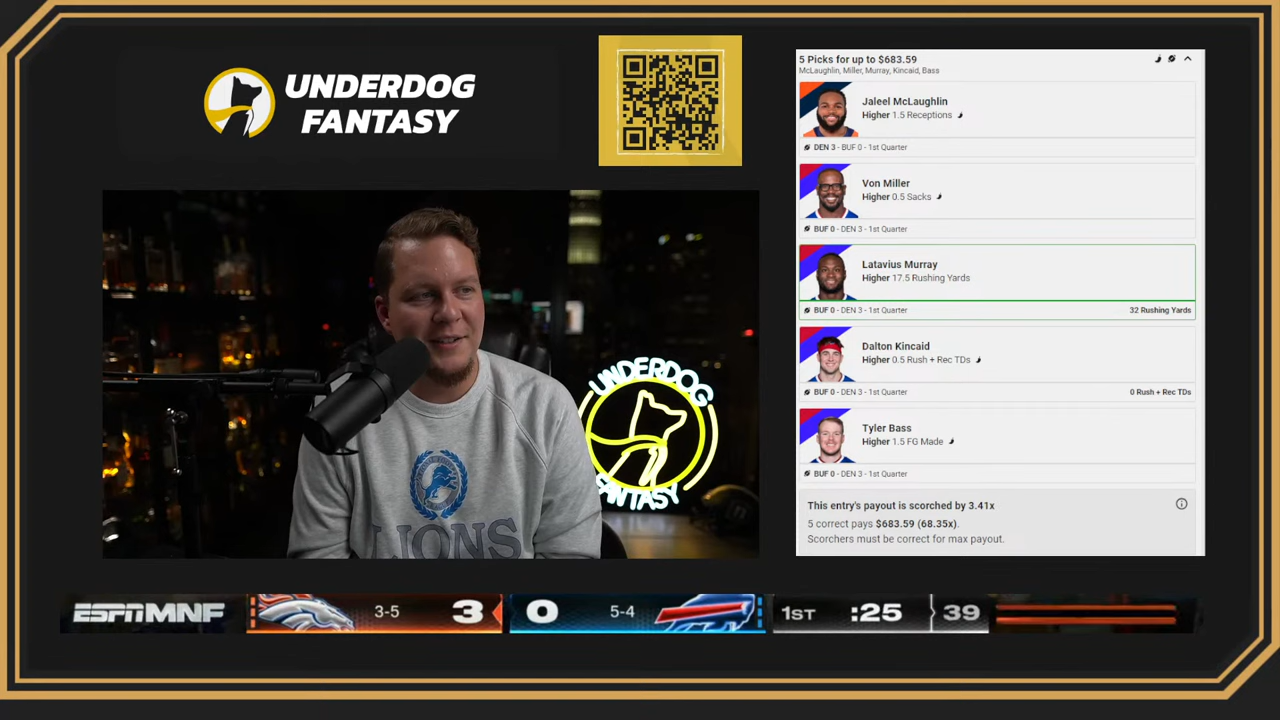 UNDERDOG
FANTASY
5 Picks for up to $683.59
McLaughlin, Miller, Murray, Kincaid, Bass
Jaleel McLaughlin
Higher 1.5 Receptions
DEN 3 - BUF 0 - 1st Quarter
Von Miller
Higher 0.5 Sacks
BUF 0 - DEN 3 - 1st Quarter
Latavius Murray
Higher 17.5 Rushing Yards
BUF 0 - DEN 3 - 1st Quarter 32 Rushing Yards
Dalton Kincaid
Higher 0.5 Rush + Rec TDs
BUF 0 - DEN 3 - 1st Quarter 0 Rush + Rec TDs
Tyler Bass
Higher 1.5 FG Made
BUF 0 - DEN 3 - 1st Quarter
This entry's payout is scorched by 3.41x
5 correct pays $683.59 (68.35x).
Scorchers must be correct for max payout.
UNDERDOG
FANTASY
LIONS
ESPN MNF 3-5 3 0 5-4 1ST :25 39